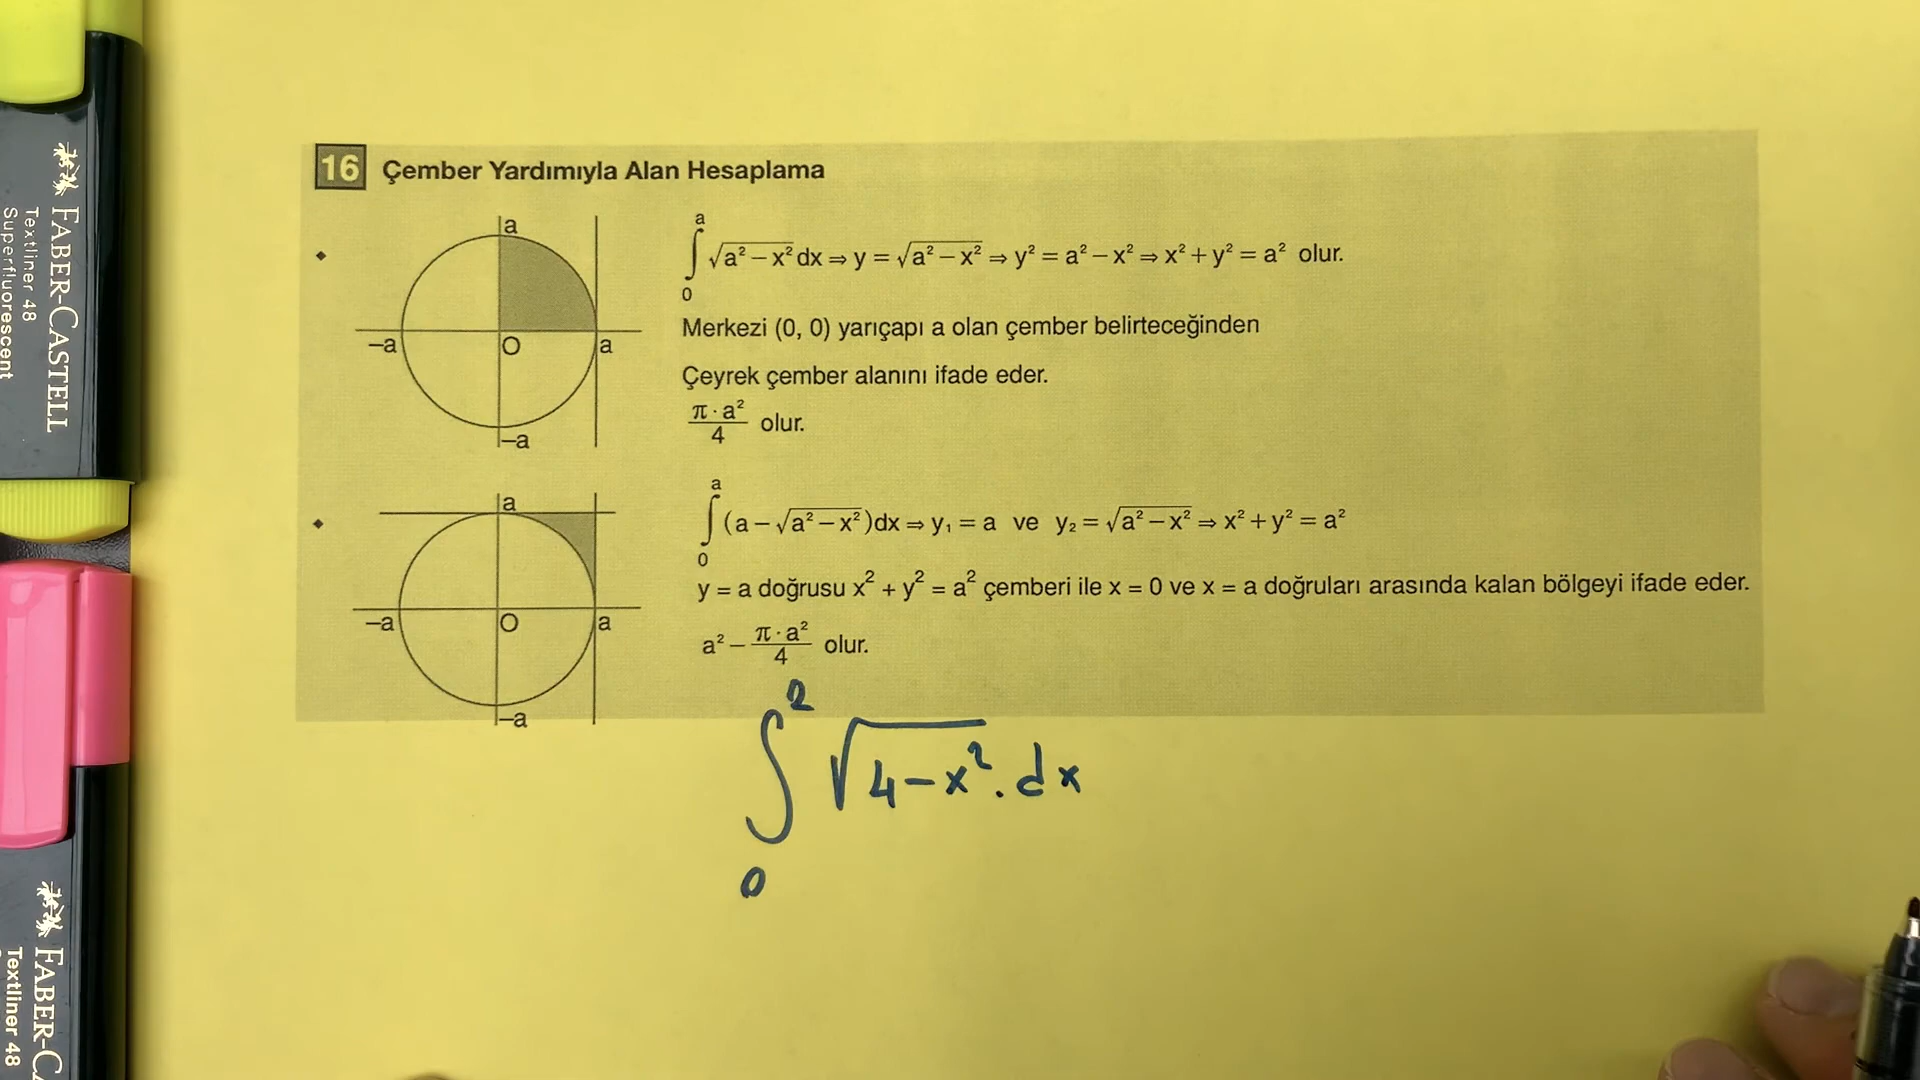 16 Çember Yardımıyla Alan Hesaplama
a
∫₀ᵃ √(a² – x²) dx ⇒ y = √(a² – x²) ⇒ y² = a² – x² ⇒ x² + y² = a² olur.
–a O a
–a
Merkezi (0, 0) yarıçapı a olan çember belirteceğinden
Çeyrek çember alanını ifade eder.
π · a² / 4 olur.
a
∫₀ᵃ (a – √(a² – x²)) dx ⇒ y₁ = a ve y₂ = √(a² – x²) ⇒ x² + y² = a²
–a O a
–a
y = a doğrusu x² + y² = a² çemberi ile x = 0 ve x = a doğruları arasında kalan bölgeyi ifade eder.
a² – π · a² / 4 olur.
∫₀² √(4 – x²) . dx
FABER-CASTELL
Textliner 48
Superfluorescent
FABER-C
Textliner 48